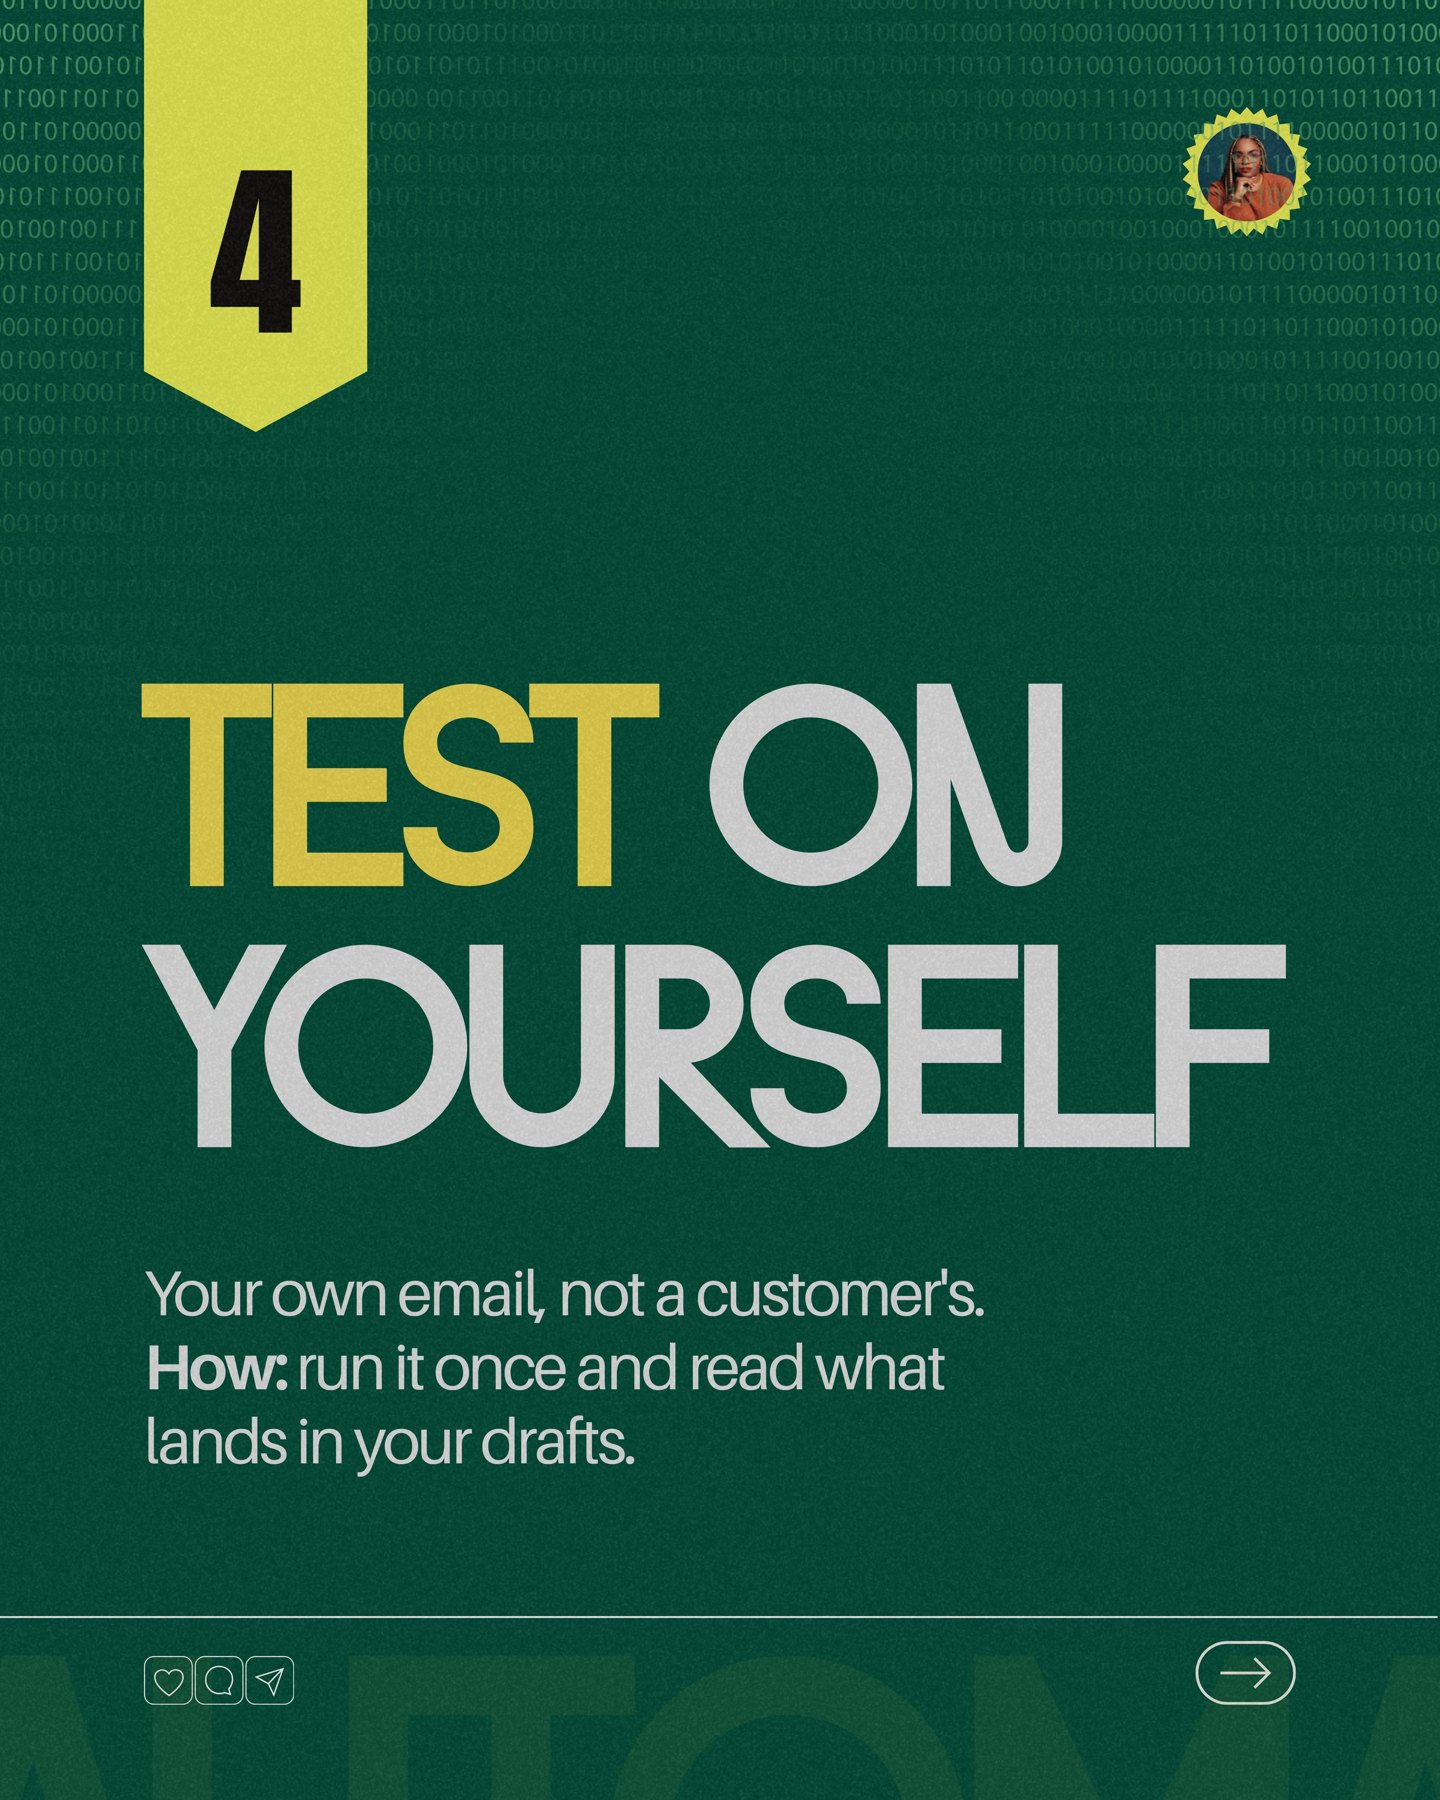 4
TEST ON
YOURSELF
Your own email, not a customer's.
How: run it once and read what
lands in your drafts.